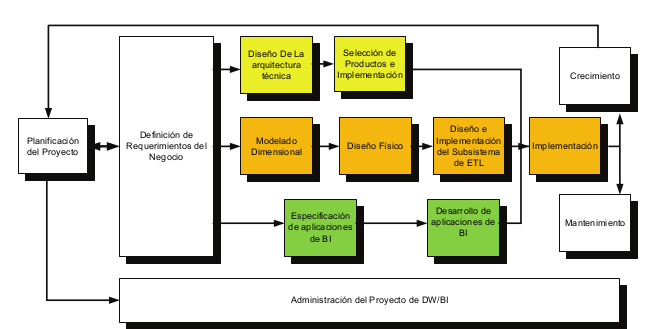 Diseño De La
arquitectura
técnica
Selección de
Productos e
Implementación
Crecimiento
Planificación
del Proyecto
Definición de
Requerimientos del
Negocio
Modelado
Dimensional
Diseño Físico
Diseño e
Implementación
del Subsistema
de ETL
Implementación
Especificación
de aplicaciones
de BI
Desarrollo de
aplicaciones de
BI
Mantenimiento
Administración del Proyecto de DW/BI